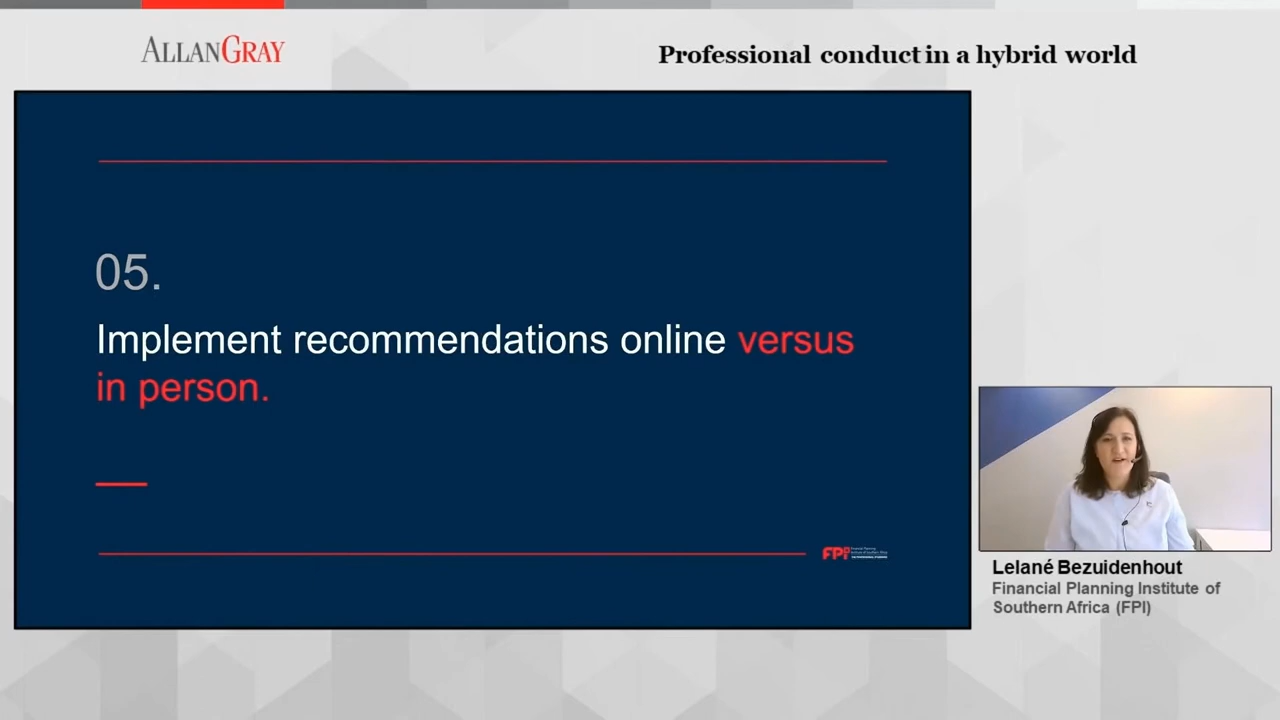 ALLANGRAY
Professional conduct in a hybrid world
05.
Implement recommendations online versus
in person.
FPI
Lelané Bezuidenhout
Financial Planning Institute of
Southern Africa (FPI)